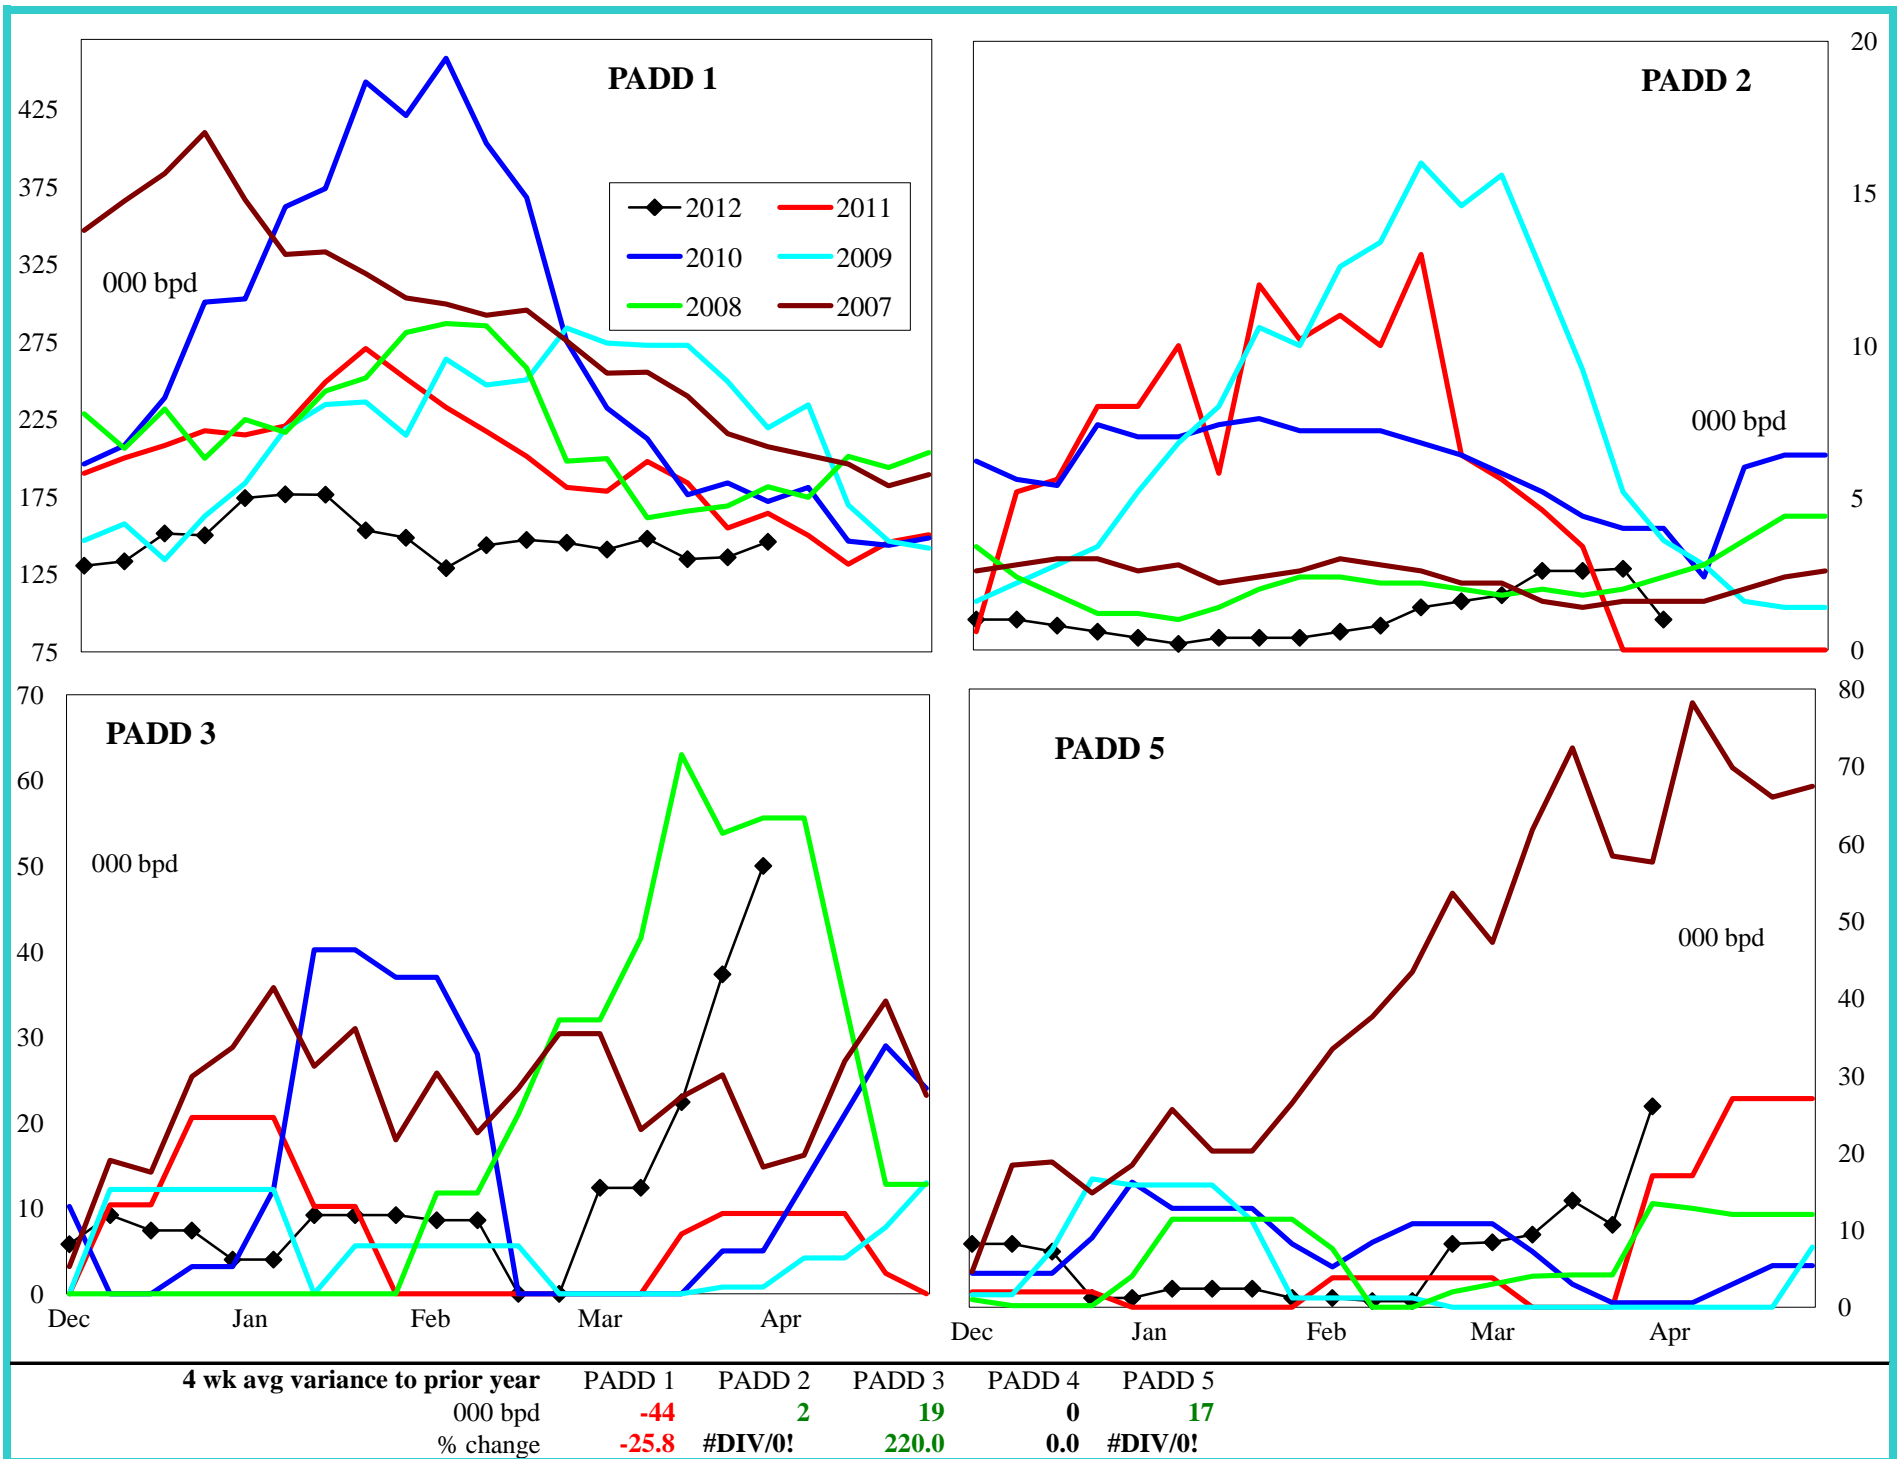 PADD 1
425
375
325
275
225
175
125
75
000 bpd
2012 2011
2010 2009
2008 2007
PADD 2
20
15
10
5
0
000 bpd
PADD 3
70
60
50
40
30
20
10
0
000 bpd
Dec Jan Feb Mar Apr
PADD 5
80
70
60
50
40
30
20
10
0
000 bpd
Dec Jan Feb Mar Apr
4 wk avg variance to prior year PADD 1 PADD 2 PADD 3 PADD 4 PADD 5
000 bpd -44 2 19 0 17
% change -25.8 #DIV/0! 220.0 0.0 #DIV/0!